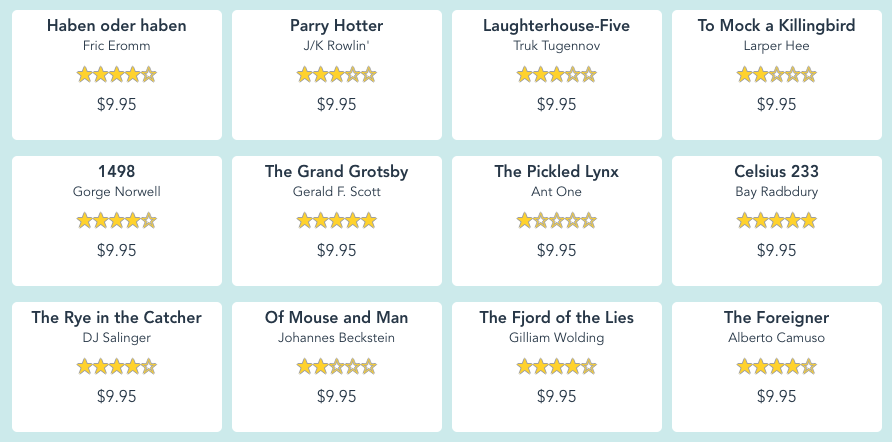 Haben oder haben
Fric Eromm
$9.95
Parry Hotter
J/K Rowlin'
$9.95
Laughterhouse-Five
Truk Tugennov
$9.95
To Mock a Killingbird
Larper Hee
$9.95
1498
Gorge Norwell
$9.95
The Grand Grotsby
Gerald F. Scott
$9.95
The Pickled Lynx
Ant One
$9.95
Celsius 233
Bay Radbdury
$9.95
The Rye in the Catcher
DJ Salinger
$9.95
Of Mouse and Man
Johannes Beckstein
$9.95
The Fjord of the Lies
Gilliam Wolding
$9.95
The Foreigner
Alberto Camuso
$9.95